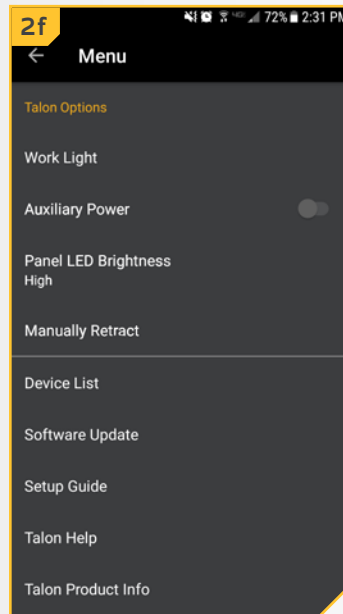 2f
72% 2:31 PM
Menu
Talon Options
Work Light
Auxiliary Power
Panel LED Brightness
High
Manually Retract
Device List
Software Update
Setup Guide
Talon Help
Talon Product Info